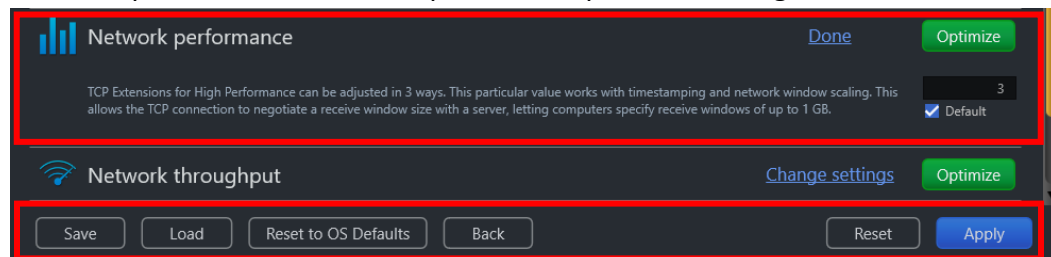 Network performance
Done
Optimize
TCP Extensions for High Performance can be adjusted in 3 ways. This particular value works with timestamping and network window scaling. This
allows the TCP connection to negotiate a receive window size with a server, letting computers specify receive windows of up to 1 GB.
3
Default
Network throughput
Change settings
Optimize
Save
Load
Reset to OS Defaults
Back
Reset
Apply